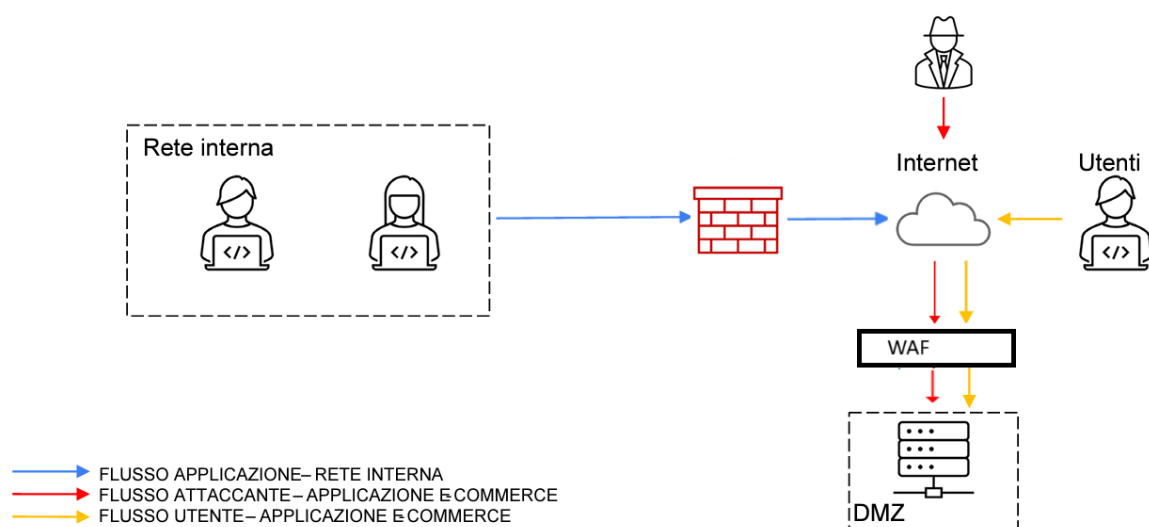 Rete interna
Internet
Utenti
</>
</>
</>
WAF
DMZ
FLUSSO APPLICAZIONE– RETE INTERNA
FLUSSO ATTACCANTE– APPLICAZIONE E-COMMERCE
FLUSSO UTENTE– APPLICAZIONE E-COMMERCE